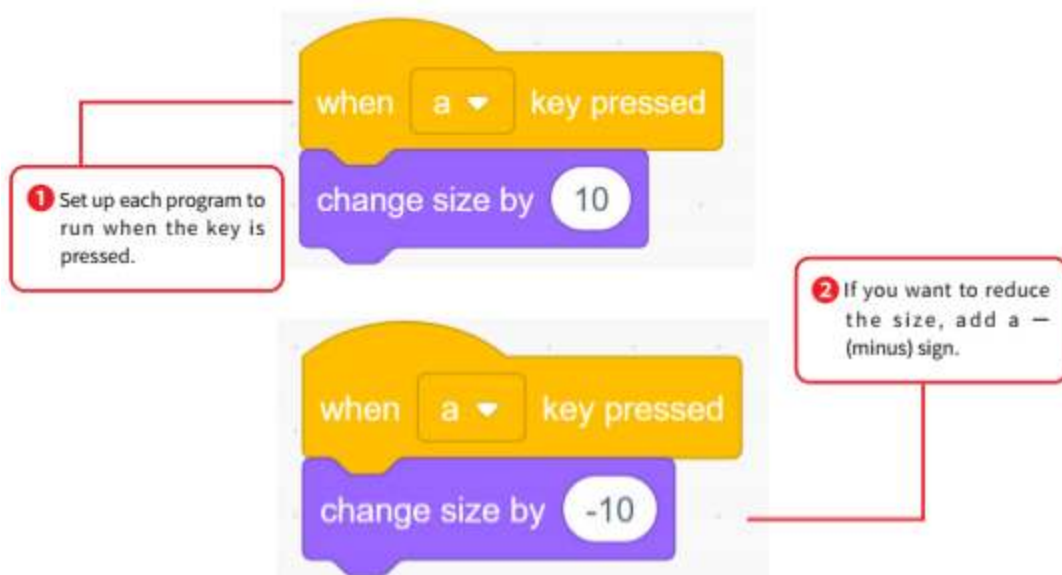 when a key pressed
change size by 10
1 Set up each program to
run when the key is
pressed.
2 If you want to reduce
the size, add a —
(minus) sign.
when a key pressed
change size by -10